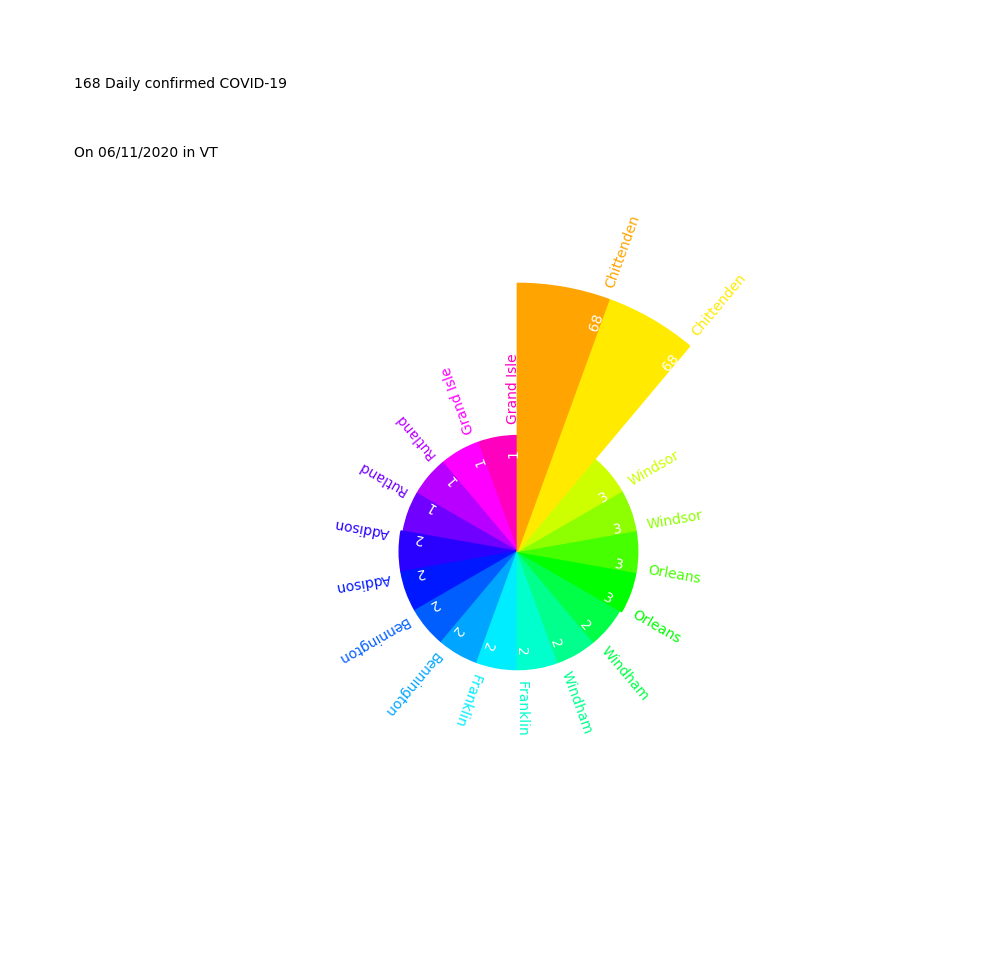 168 Daily confirmed COVID-19
On 06/11/2020 in VT
Chittenden
68
Chittenden
68
Windsor
3
Windsor
3
Orleans
3
Orleans
3
Windham
2
Windham
2
Franklin
2
Franklin
2
Bennington
2
Bennington
2
Addison
2
Addison
2
Rutland
1
Rutland
1
Grand Isle
1
Grand Isle
1